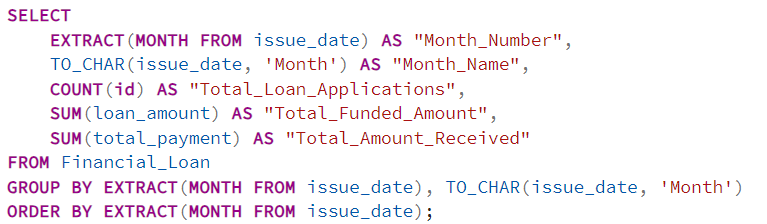 SELECT
    EXTRACT(MONTH FROM issue_date) AS "Month_Number",
    TO_CHAR(issue_date, 'Month') AS "Month_Name",
    COUNT(id) AS "Total_Loan_Applications",
    SUM(loan_amount) AS "Total_Funded_Amount",
    SUM(total_payment) AS "Total_Amount_Received"
FROM Financial_Loan
GROUP BY EXTRACT(MONTH FROM issue_date), TO_CHAR(issue_date, 'Month')
ORDER BY EXTRACT(MONTH FROM issue_date);